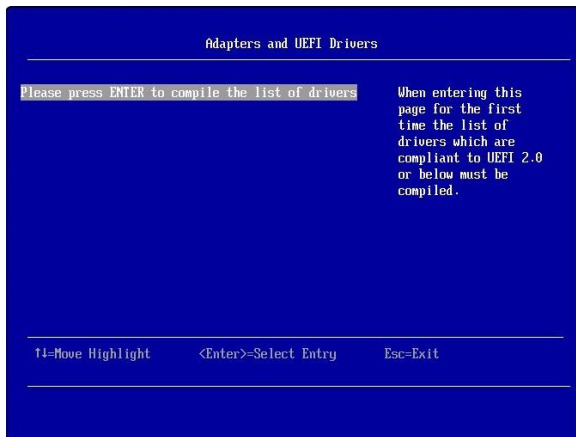 Adapters and UEFI Drivers
Please press ENTER to compile the list of drivers
When entering this
page for the first
time the list of
drivers which are
compliant to UEFI 2.0
or below must be
compiled.
↑↓=Move Highlight <Enter>=Select Entry Esc=Exit